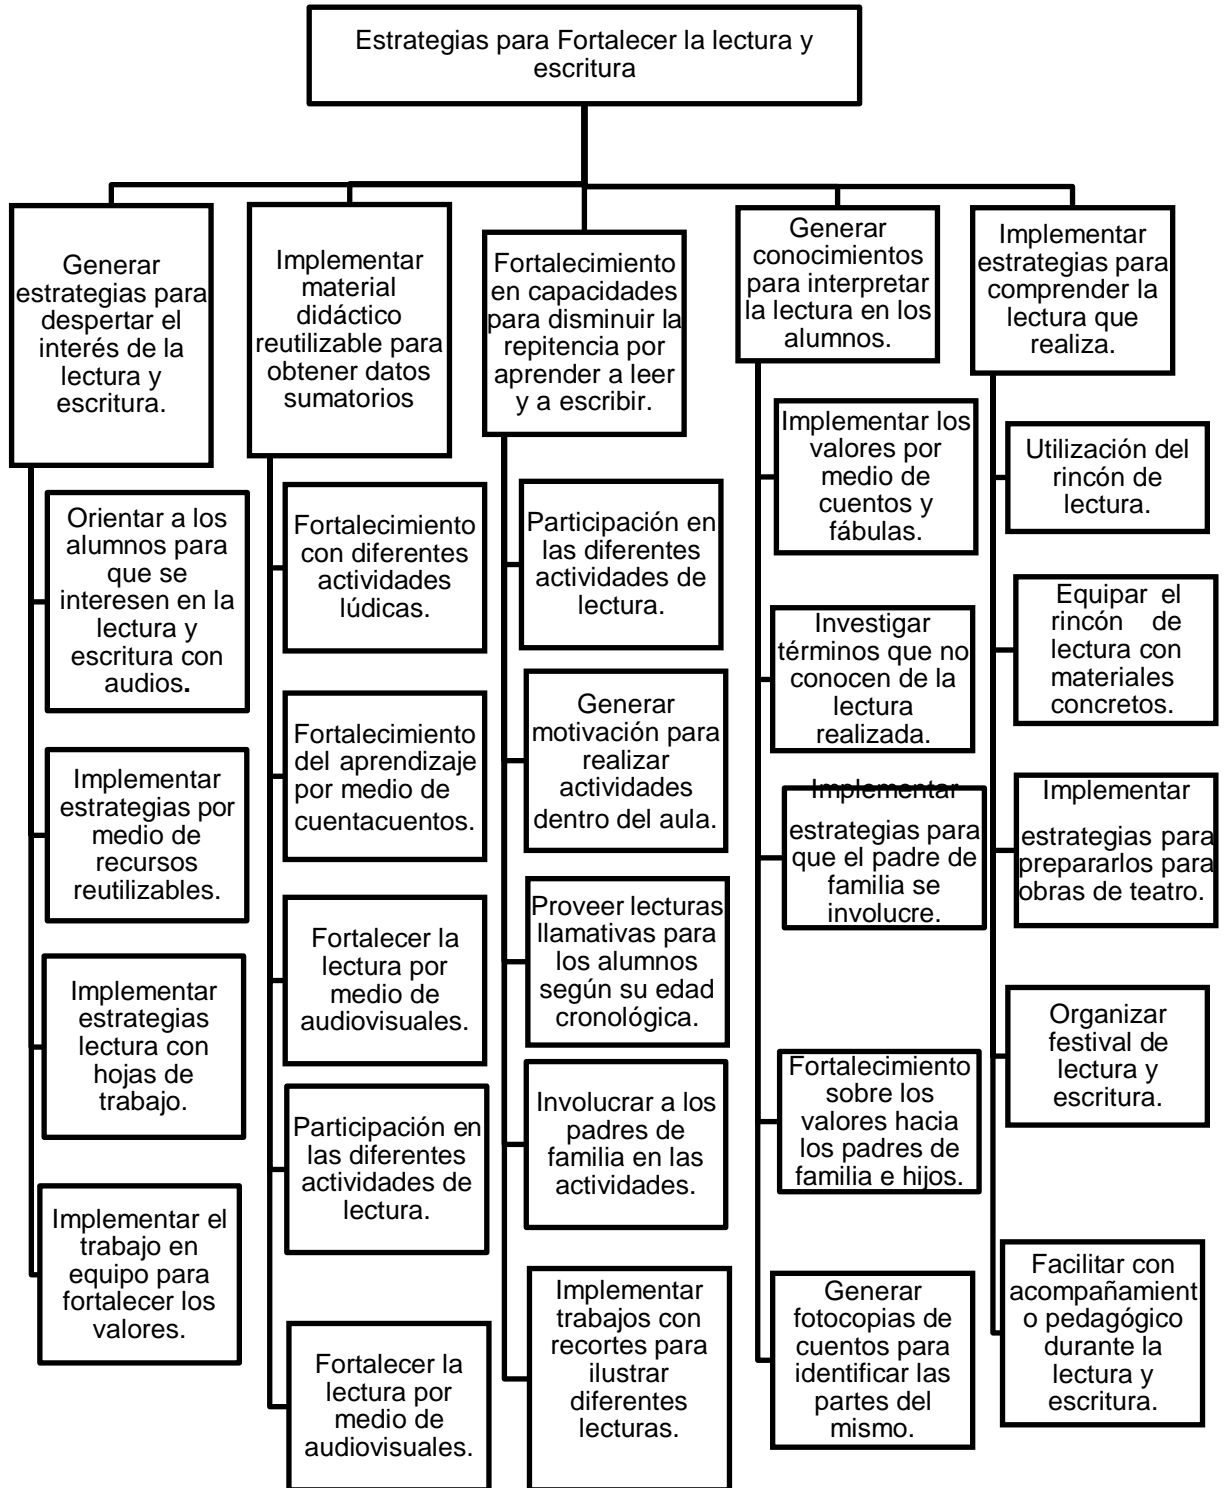 Estrategias para Fortalecer la lectura y
escritura
Generar
estrategias para
despertar el
interés de la
lectura y
escritura.
Orientar a los
alumnos para
que se
interesen en la
lectura y
escritura con
audios.
Implementar
estrategias por
medio de
recursos
reutilizables.
Implementar
estrategias
lectura con
hojas de
trabajo.
Implementar el
trabajo en
equipo para
fortalecer los
valores.
Implementar
material
didáctico
reutilizable para
obtener datos
sumatorios
Fortalecimiento
con diferentes
actividades
lúdicas.
Fortalecimiento
del aprendizaje
por medio de
cuentacuentos.
Fortalecer la
lectura por
medio de
audiovisuales.
Participación en
las diferentes
actividades de
lectura.
Fortalecer la
lectura por
medio de
audiovisuales.
Fortalecimiento
en capacidades
para disminuir la
repitencia por
aprender a leer
y a escribir.
Participación en
las diferentes
actividades de
lectura.
Generar
motivación para
realizar
actividades
dentro del aula.
Proveer lecturas
llamativas para
los alumnos
según su edad
cronológica.
Involucrar a los
padres de
familia en las
actividades.
Implementar
trabajos con
recortes para
ilustrar
diferentes
lecturas.
Generar
conocimientos
para interpretar
la lectura en los
alumnos.
Implementar los
valores por
medio de
cuentos y
fábulas.
Investigar
términos que no
conocen de la
lectura
realizada.
Implementar
estrategias para
que el padre de
familia se
involucre.
Fortalecimiento
sobre los
valores hacia
los padres de
familia e hijos.
Generar
fotocopias de
cuentos para
identificar las
partes del
mismo.
Implementar
estrategias para
comprender la
lectura que
realiza.
Utilización del
rincón de
lectura.
Equipar el
rincón de
lectura con
materiales
concretos.
Implementar
estrategias para
prepararlos para
obras de teatro.
Organizar
festival de
lectura y
escritura.
Facilitar con
acompañamient
o pedagógico
durante la
lectura y
escritura.